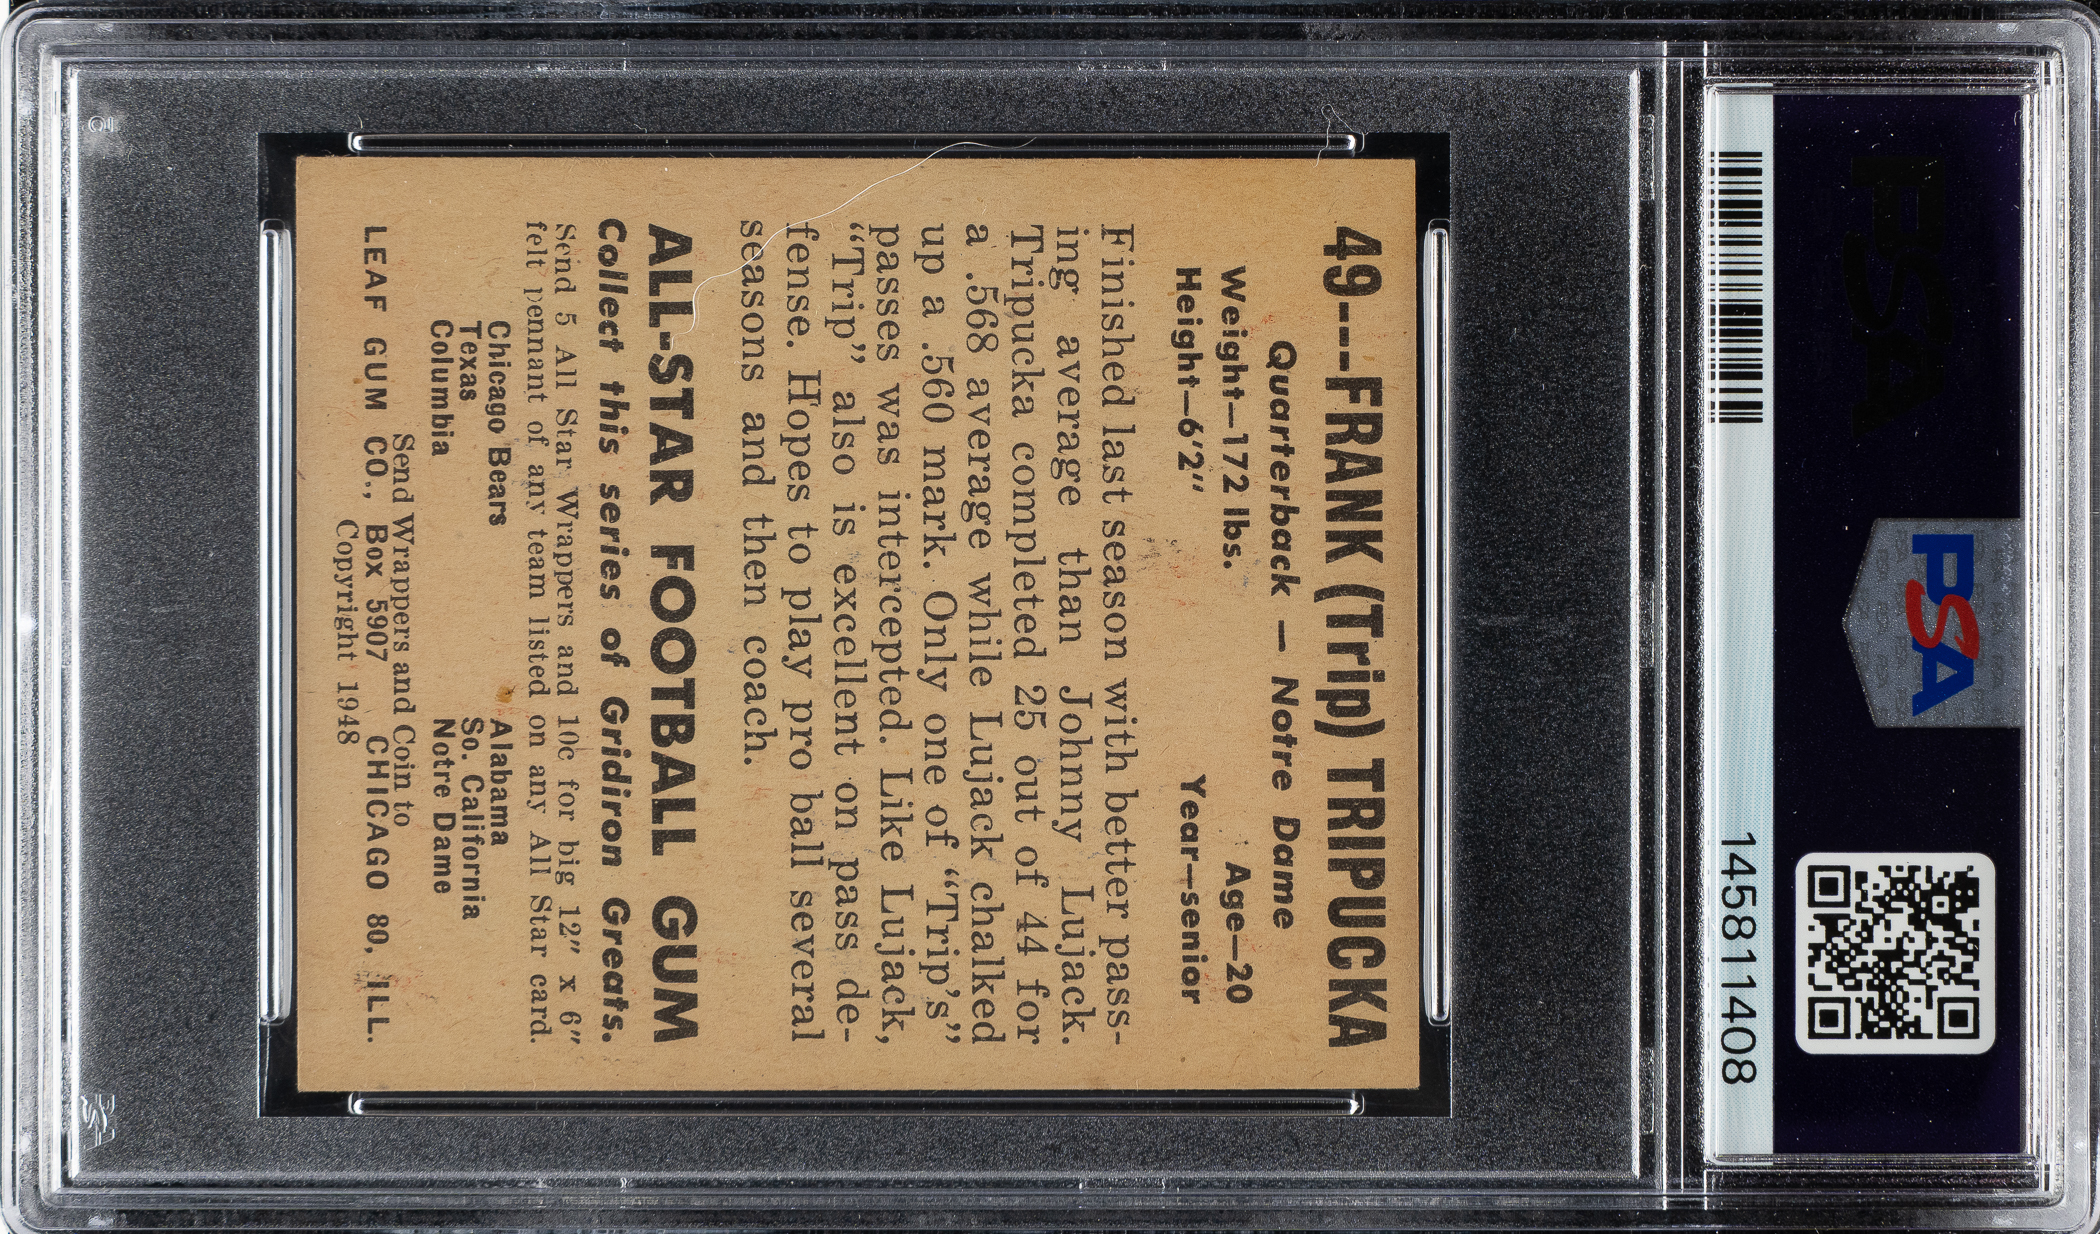 PSA
145811408
49---FRANK (Trip) TRIPUCKA
Quarterback — Notre Dame
Weight—172 lbs. Age—20
Height—6'2" Year—senior
Finished last season with better pass-
ing average than Johnny Lujack.
Tripucka completed 25 out of 44 for
a .568 average while Lujack chalked
up a .560 mark. Only one of “Trip's”
passes was intercepted. Like Lujack,
“Trip” also is excellent on pass de-
fense. Hopes to play pro ball several
seasons and then coach.
ALL-STAR FOOTBALL GUM
Collect this series of Gridiron Greats.
Send 5 All Star Wrappers and 10c for big 12" x 6"
felt pennant of any team listed on any All Star card.
Chicago Bears Alabama
Texas So. California
Columbia Notre Dame
Send Wrappers and Coin to
LEAF GUM CO., Box 5907 CHICAGO 80, ILL.
Copyright 1948